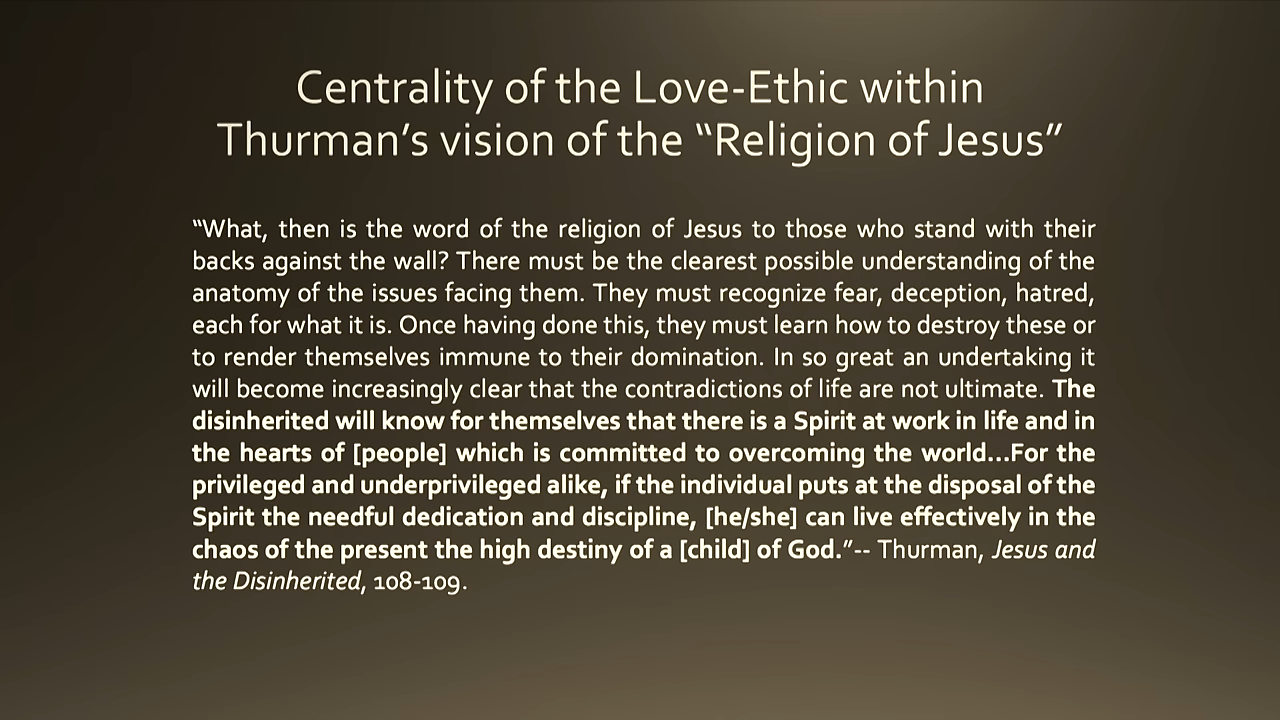 Centrality of the Love-Ethic within
Thurman’s vision of the “Religion of Jesus”
“What, then is the word of the religion of Jesus to those who stand with their
backs against the wall? There must be the clearest possible understanding of the
anatomy of the issues facing them. They must recognize fear, deception, hatred,
each for what it is. Once having done this, they must learn how to destroy these or
to render themselves immune to their domination. In so great an undertaking it
will become increasingly clear that the contradictions of life are not ultimate. The
disinherited will know for themselves that there is a Spirit at work in life and in
the hearts of [people] which is committed to overcoming the world...For the
privileged and underprivileged alike, if the individual puts at the disposal of the
Spirit the needful dedication and discipline, [he/she] can live effectively in the
chaos of the present the high destiny of a [child] of God.”-- Thurman, Jesus and
the Disinherited, 108-109.